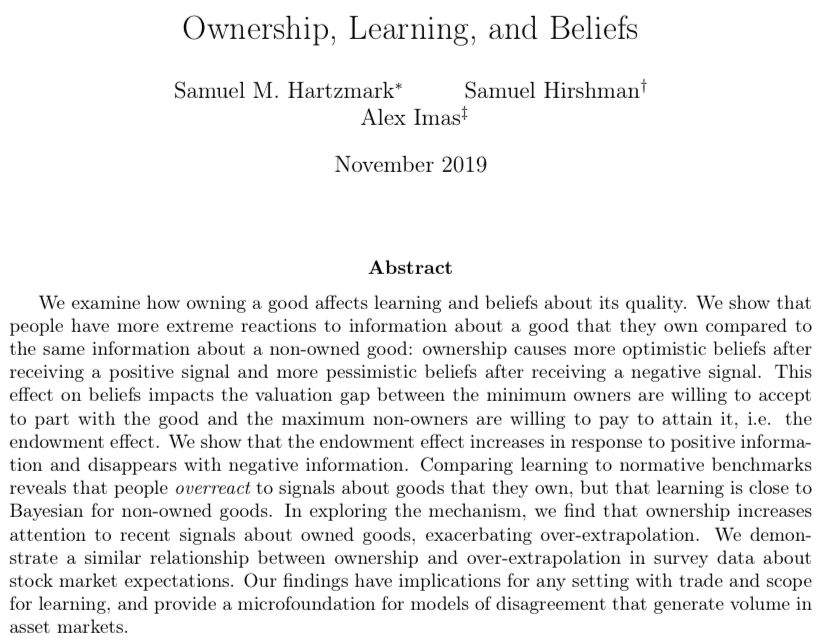 Ownership, Learning, and Beliefs
Samuel M. Hartzmark* Samuel Hirshman†
Alex Imas‡
November 2019
Abstract
We examine how owning a good affects learning and beliefs about its quality. We show that
people have more extreme reactions to information about a good that they own compared to
the same information about a non-owned good: ownership causes more optimistic beliefs after
receiving a positive signal and more pessimistic beliefs after receiving a negative signal. This
effect on beliefs impacts the valuation gap between the minimum owners are willing to accept
to part with the good and the maximum non-owners are willing to pay to attain it, i.e. the
endowment effect. We show that the endowment effect increases in response to positive informa-
tion and disappears with negative information. Comparing learning to normative benchmarks
reveals that people overreact to signals about goods that they own, but that learning is close to
Bayesian for non-owned goods. In exploring the mechanism, we find that ownership increases
attention to recent signals about owned goods, exacerbating over-extrapolation. We demon-
strate a similar relationship between ownership and over-extrapolation in survey data about
stock market expectations. Our findings have implications for any setting with trade and scope
for learning, and provide a microfoundation for models of disagreement that generate volume in
asset markets.